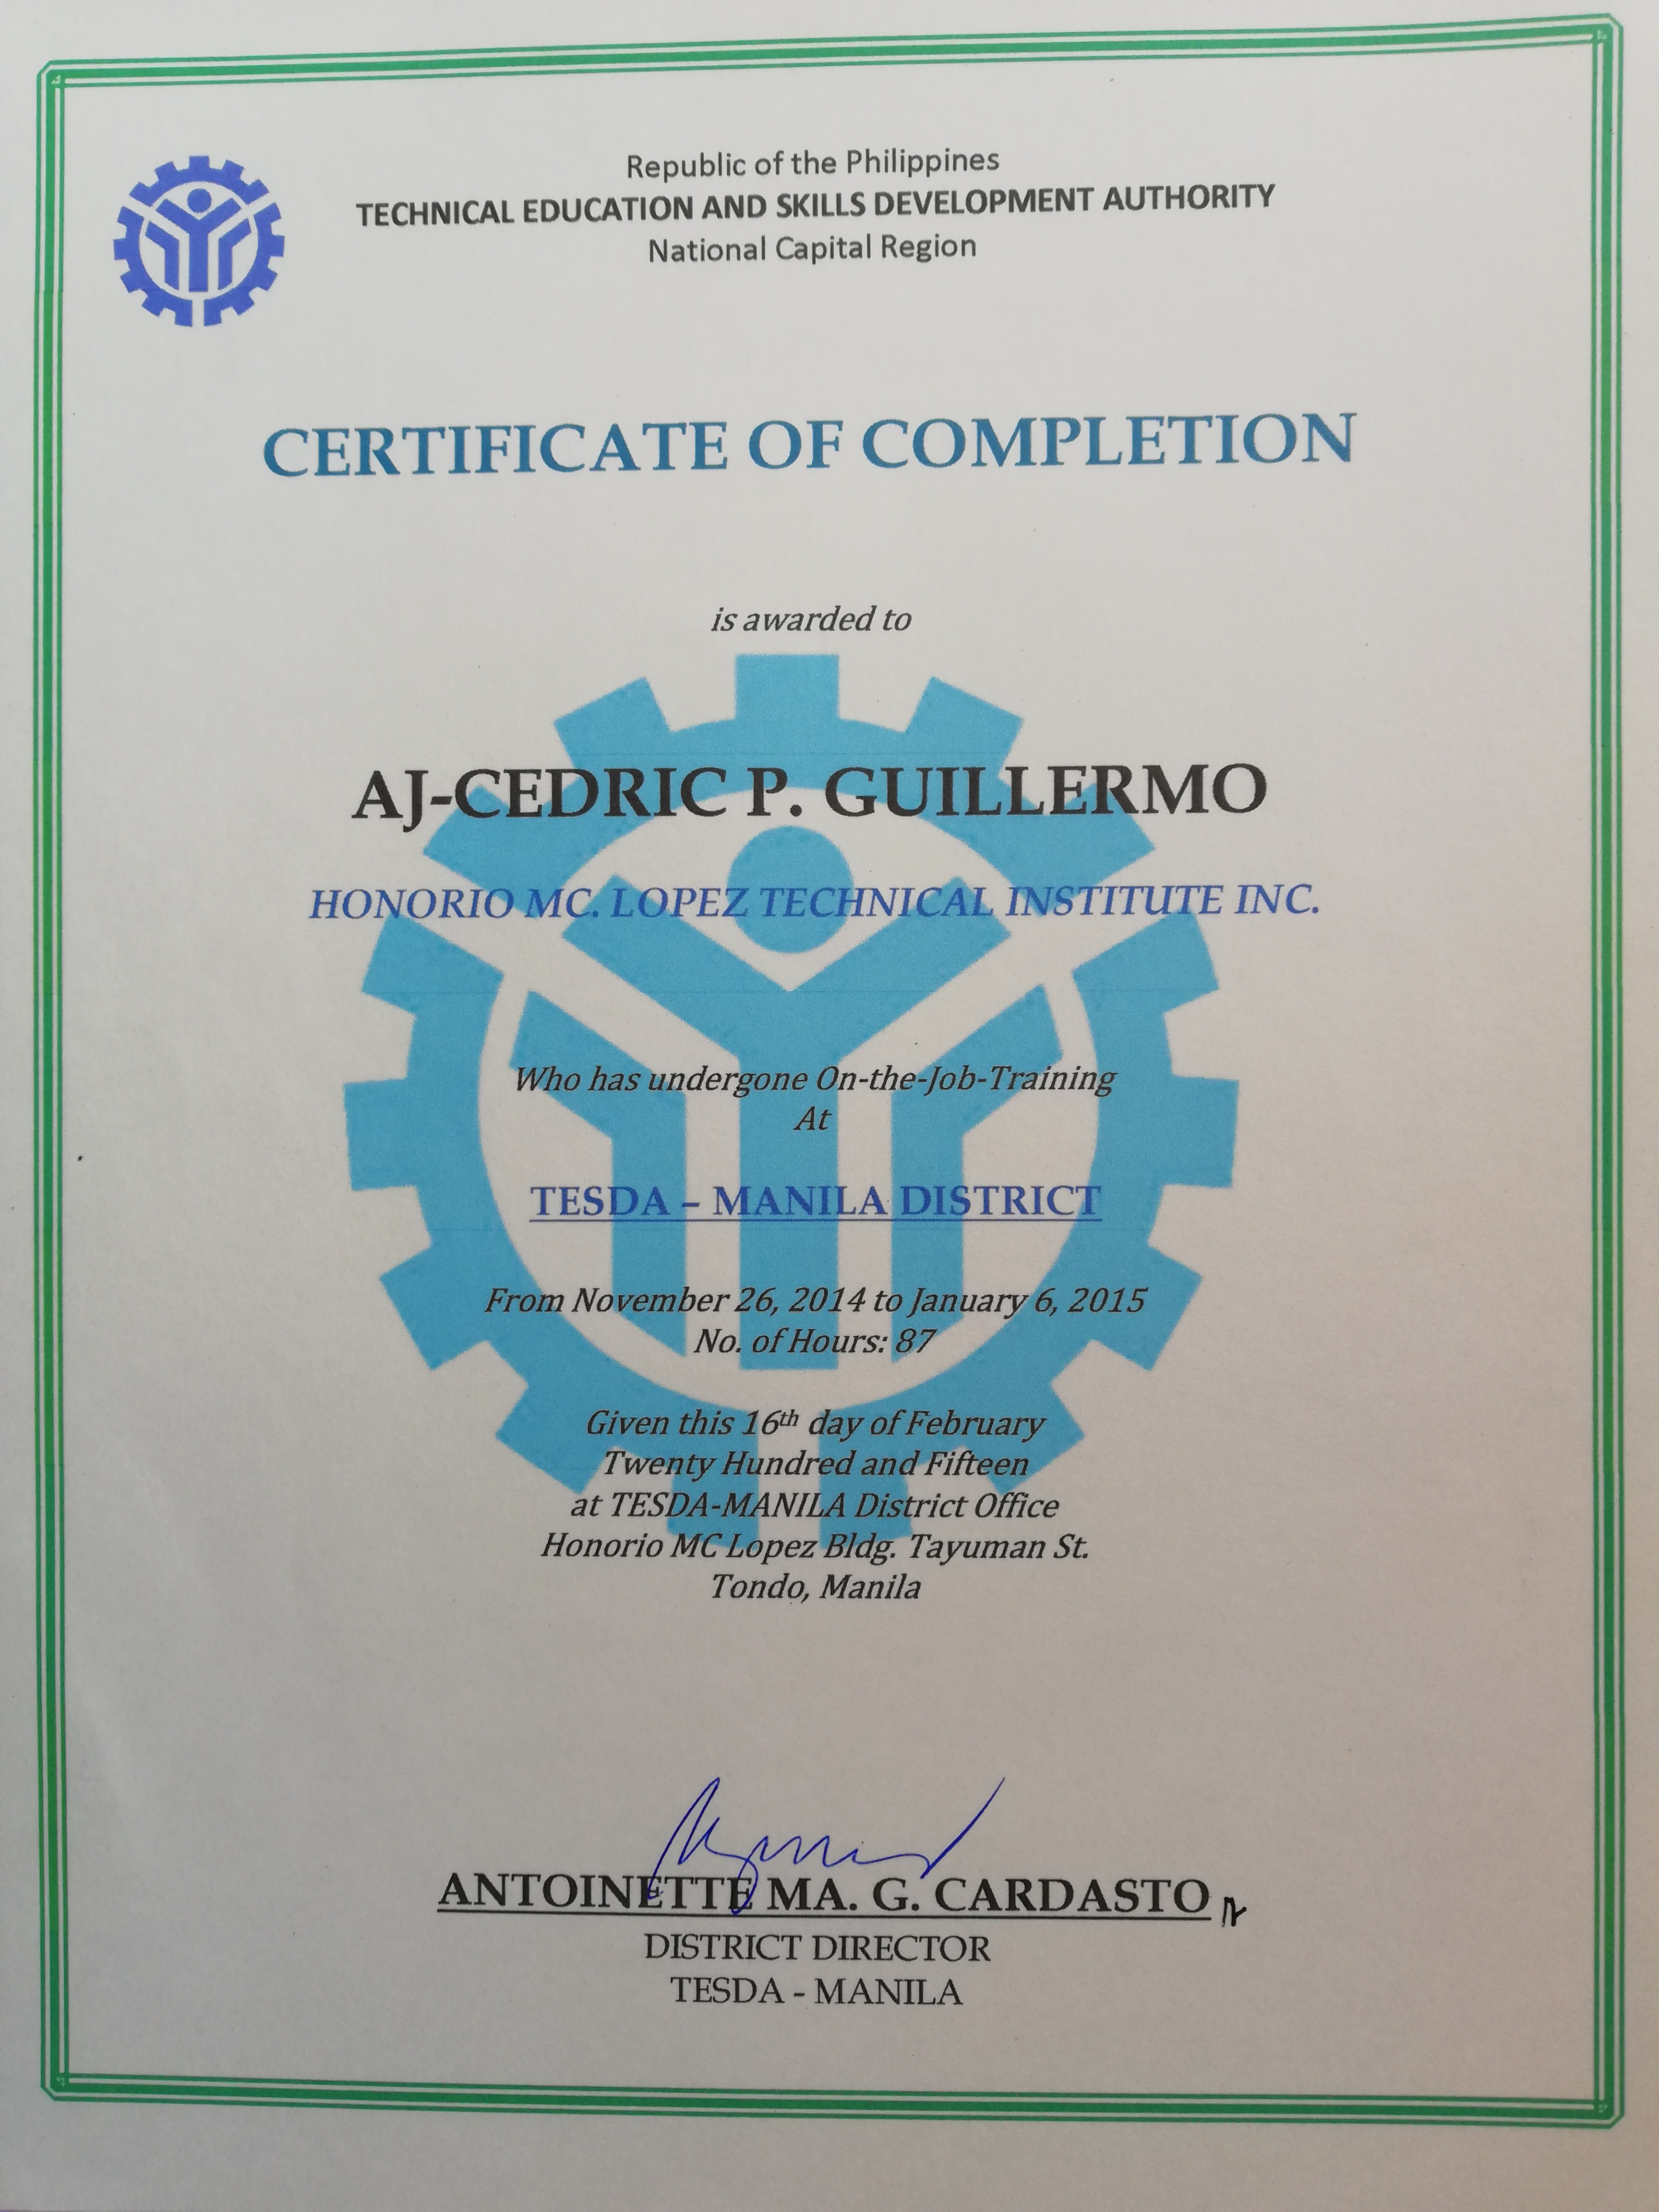 Republic of the Philippines
TECHNICAL EDUCATION AND SKILLS DEVELOPMENT AUTHORITY
National Capital Region
CERTIFICATE OF COMPLETION
is awarded to
AJ-CEDRIC P. GUILLERMO
HONORIO MC. LOPEZ TECHNICAL INSTITUTE INC.
Who has undergone On-the-Job-Training
At
TESDA – MANILA DISTRICT
From November 26, 2014 to January 6, 2015
No. of Hours: 87
Given this 16th day of February
Twenty Hundred and Fifteen
at TESDA-MANILA District Office
Honorio MC Lopez Bldg. Tayuman St.
Tondo, Manila
ANTOINETTE MA. G. CARDASTO
DISTRICT DIRECTOR
TESDA - MANILA